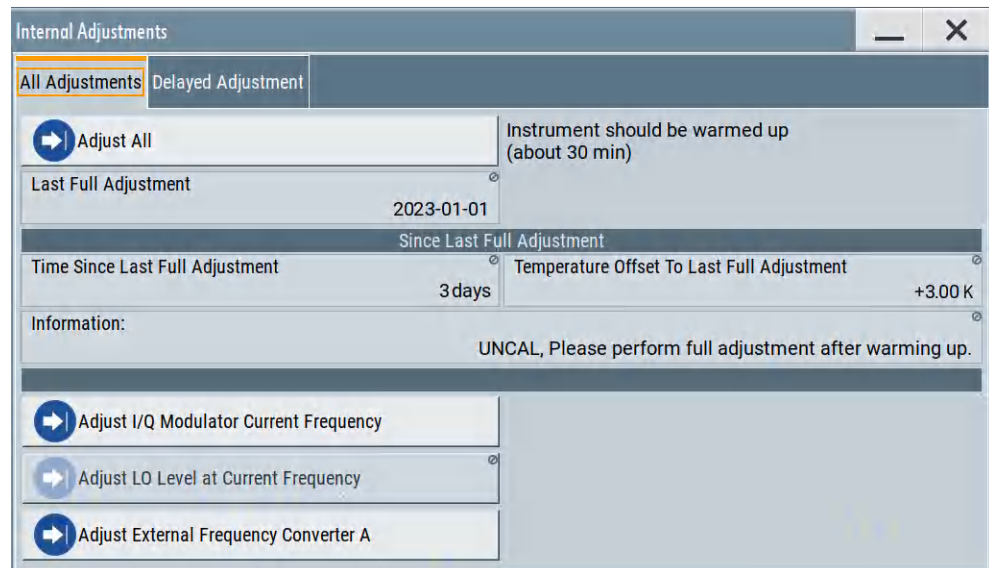 Internal Adjustments
All Adjustments Delayed Adjustment
Adjust All
Instrument should be warmed up
(about 30 min)
Last Full Adjustment
2023-01-01
Since Last Full Adjustment
Time Since Last Full Adjustment
3 days
Temperature Offset To Last Full Adjustment
+3.00 K
Information:
UNCAL, Please perform full adjustment after warming up.
Adjust I/Q Modulator Current Frequency
Adjust LO Level at Current Frequency
Adjust External Frequency Converter A